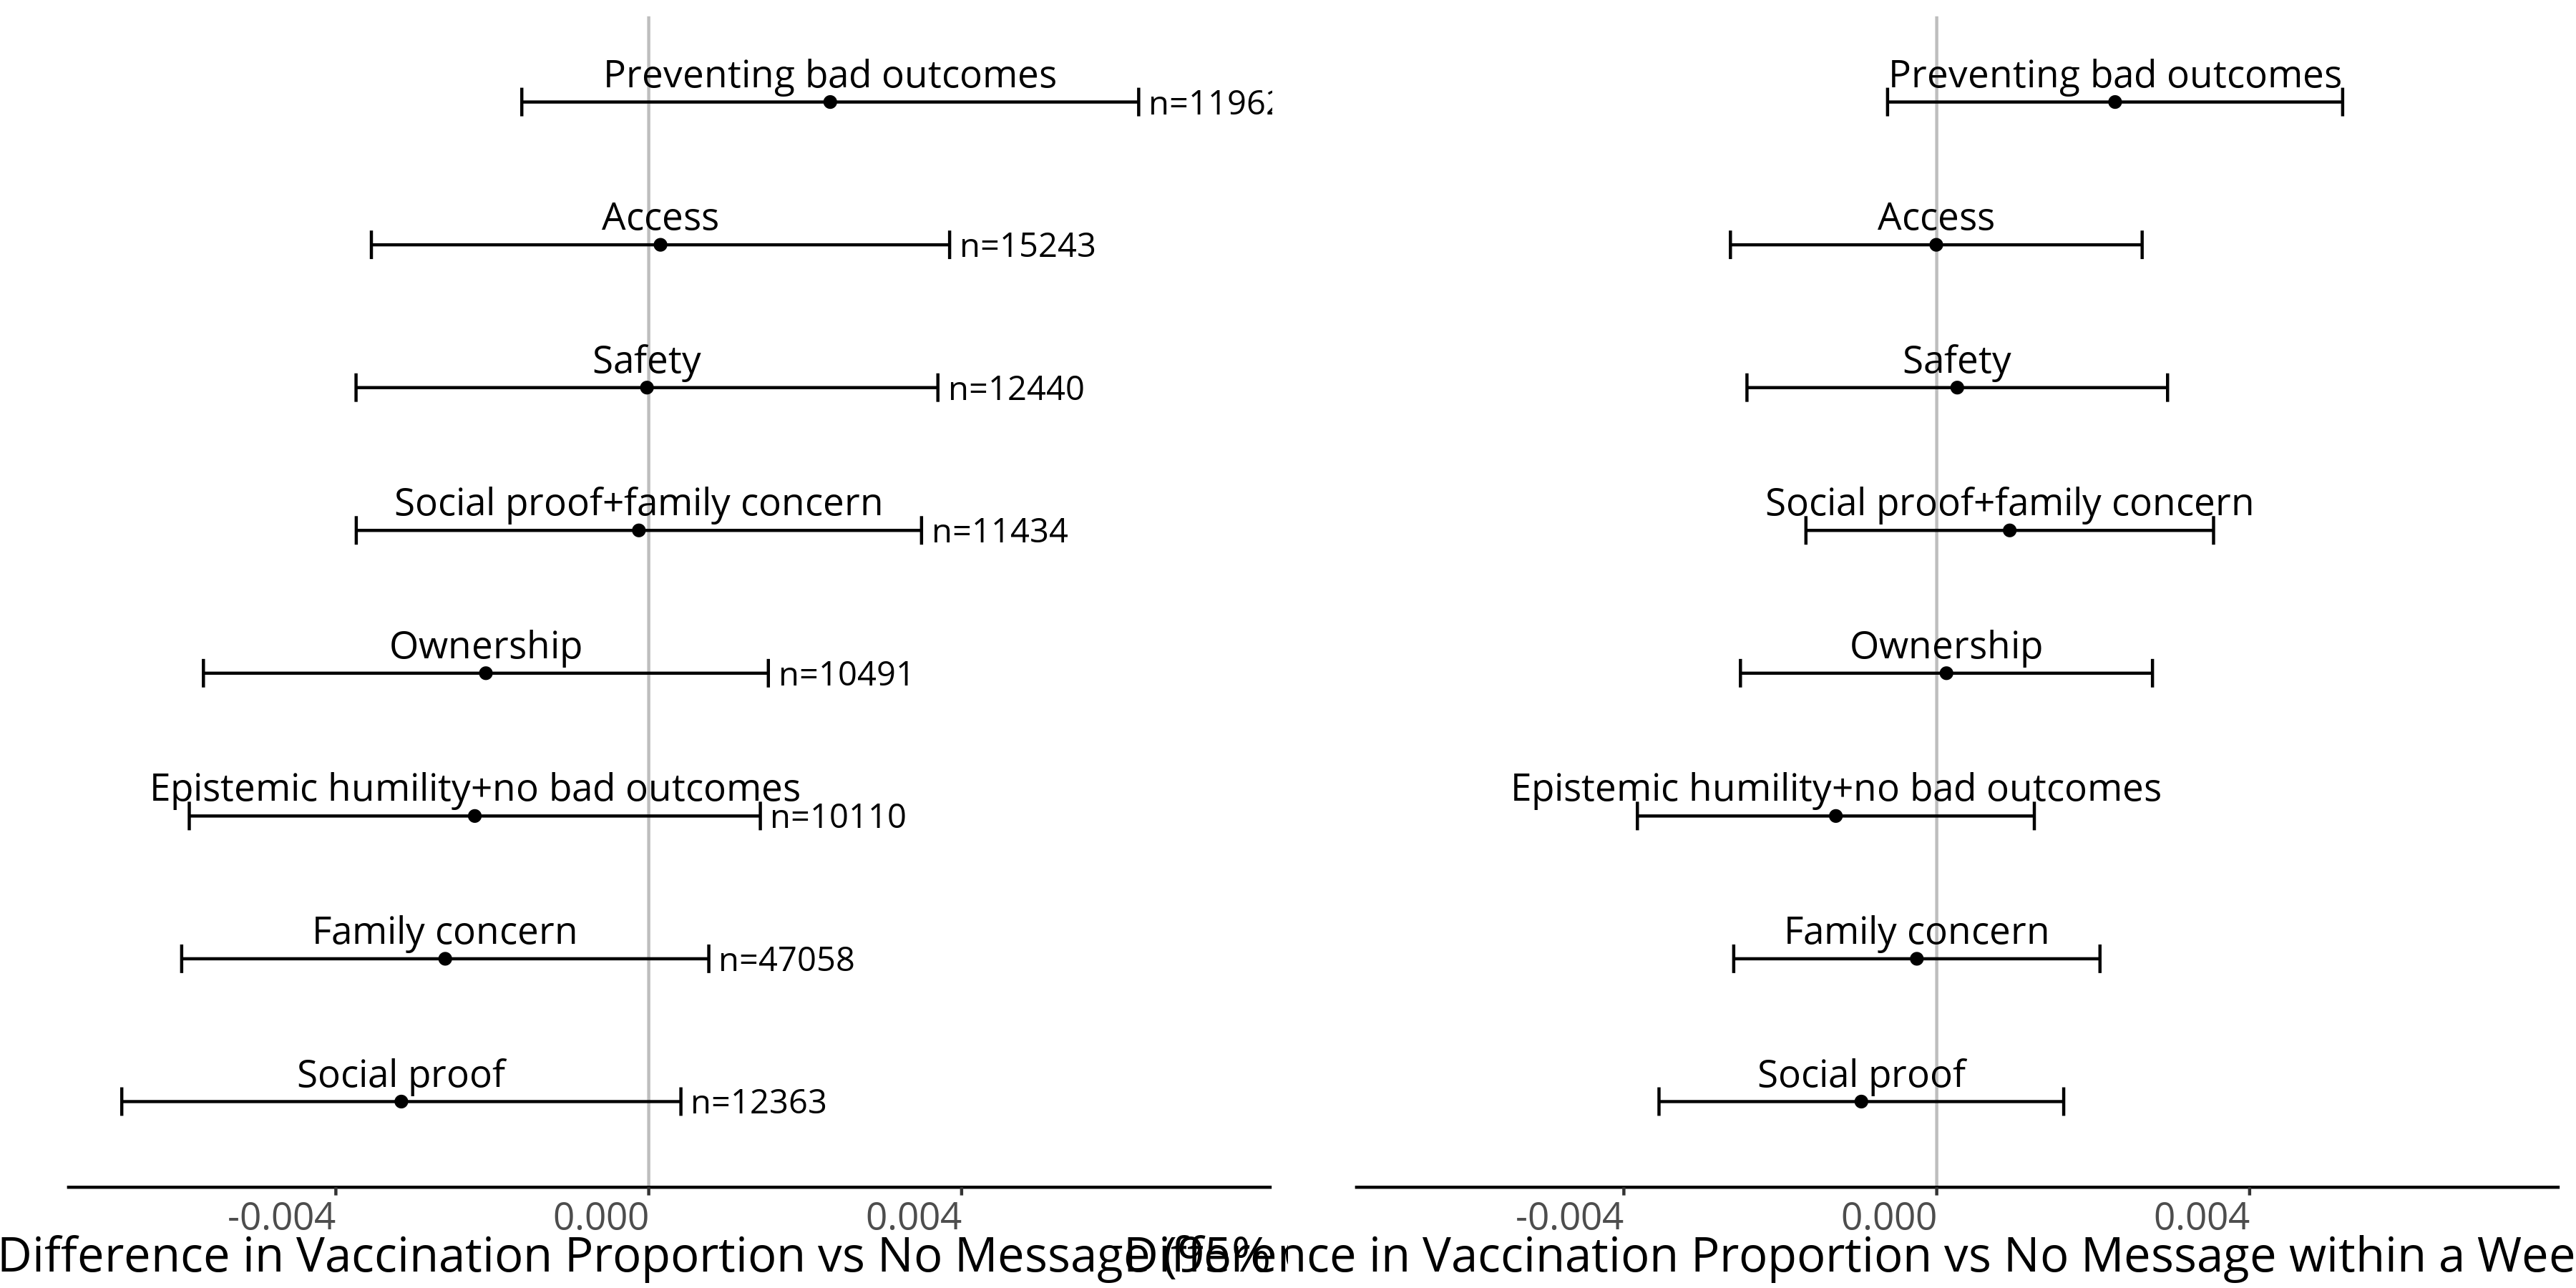 Preventing bad outcomes
Access
n=15243
Safety
n=12440
Social proof+family concern
n=11434
Ownership
n=10491
Epistemic humility+no bad outcomes
n=10110
Family concern
n=47058
Social proof
n=12363
-0.004 0.000 0.004
Difference in Vaccination Proportion vs No Message (95%
Preventing bad outcomes
Access
Safety
Social proof+family concern
Ownership
Epistemic humility+no bad outcomes
Family concern
Social proof
-0.004 0.000 0.004
Difference in Vaccination Proportion vs No Message within a